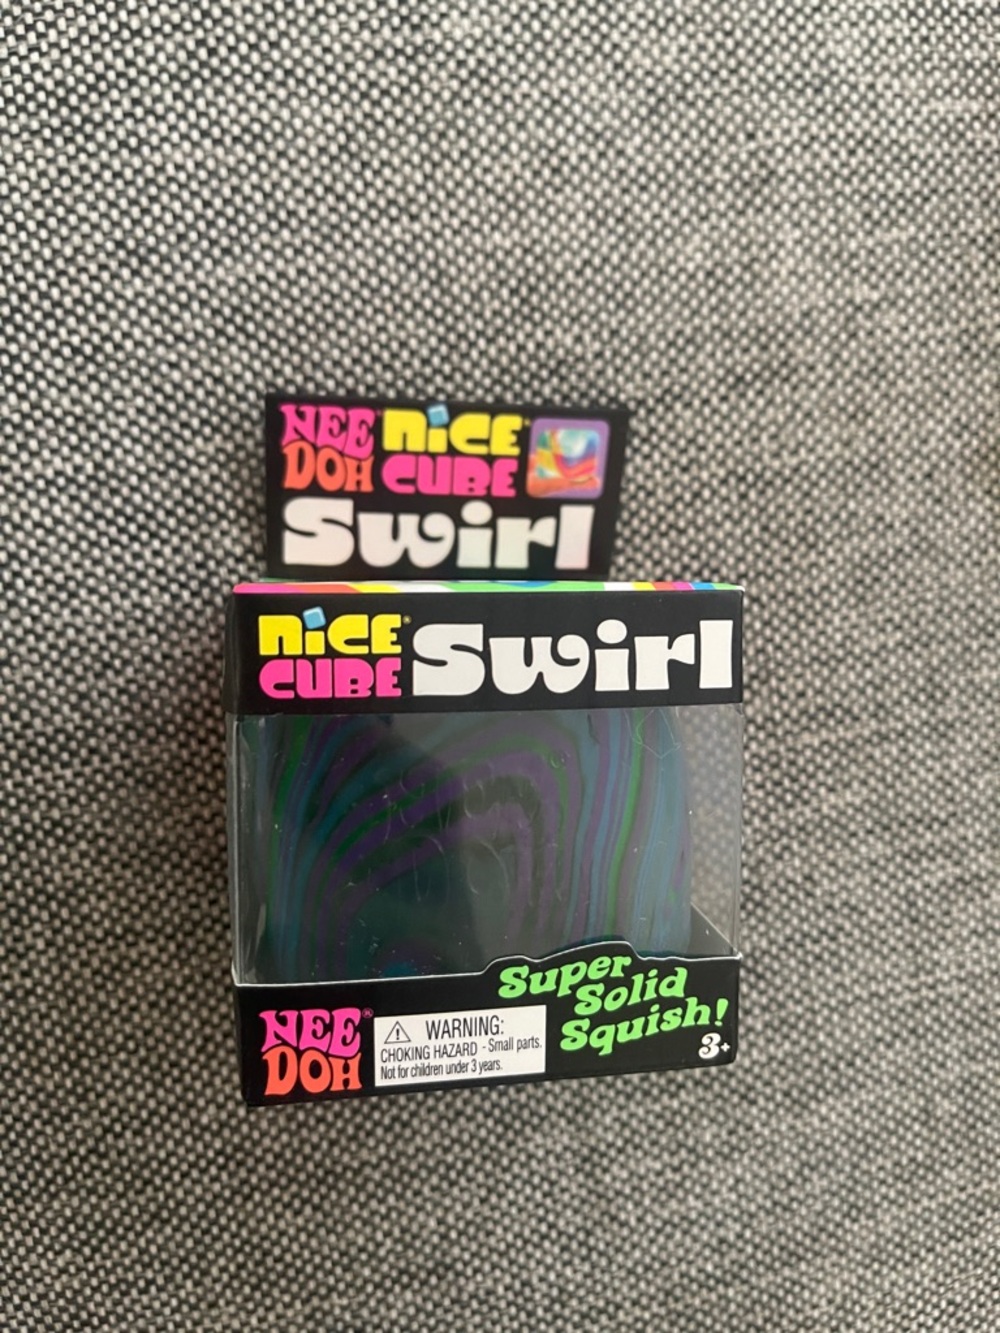 NEE DOH NICE CUBE
Swirl
NICE CUBE Swirl
Super
Solid
Squish!
3+
NEE DOH®
WARNING:
CHOKING HAZARD - Small parts.
Not for children under 3 years.